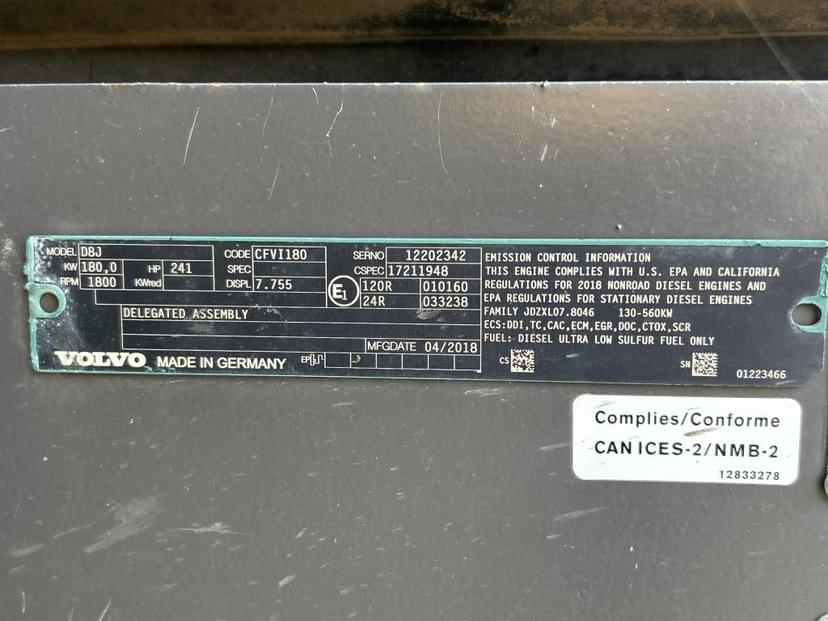 MODEL D8J CODE CFVI180 SERNO 12202342
KW 180,0 HP 241 SPEC CSPEC 17211948
RPM 1800 KWred DISPL 7.755 E1 120R 010160
24R 033238
DELEGATED ASSEMBLY
MFGDATE 04/2018
VOLVO MADE IN GERMANY EP
EMISSION CONTROL INFORMATION
THIS ENGINE COMPLIES WITH U.S. EPA AND CALIFORNIA
REGULATIONS FOR 2018 NONROAD DIESEL ENGINES AND
EPA REGULATIONS FOR STATIONARY DIESEL ENGINES
FAMILY JDZXL07.8046 130-560KW
ECS:DDI,TC,CAC,ECM,EGR,DOC,CTOX,SCR
FUEL: DIESEL ULTRA LOW SULFUR FUEL ONLY
CS SN 01223466
Complies/Conforme
CAN ICES-2/NMB-2
12833278